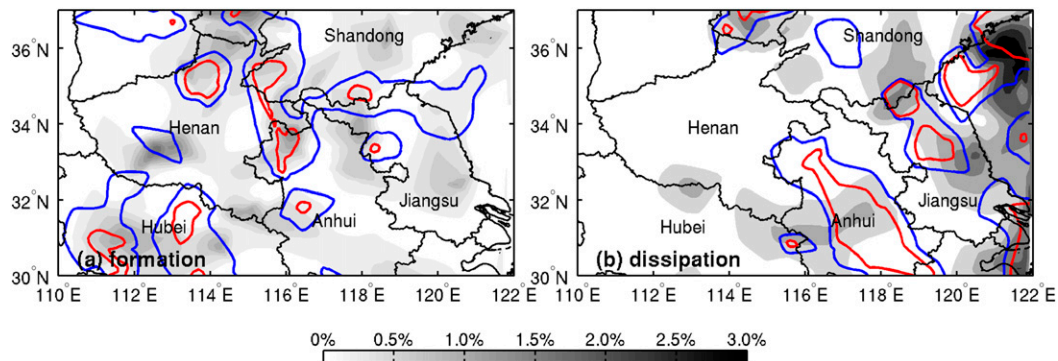 36°N
34°N
32°N
30°N
Shandong
Henan
Jiangsu
Hubei
Anhui
(a) formation
110°E 112°E 114°E 116°E 118°E 120°E 122°E
36°N
34°N
32°N
30°N
Shandong
Henan
Jiangsu
Hubei
Anhui
(b) dissipation
110°E 112°E 114°E 116°E 118°E 120°E 122°E
0% 0.5% 1.0% 1.5% 2.0% 2.5% 3.0%